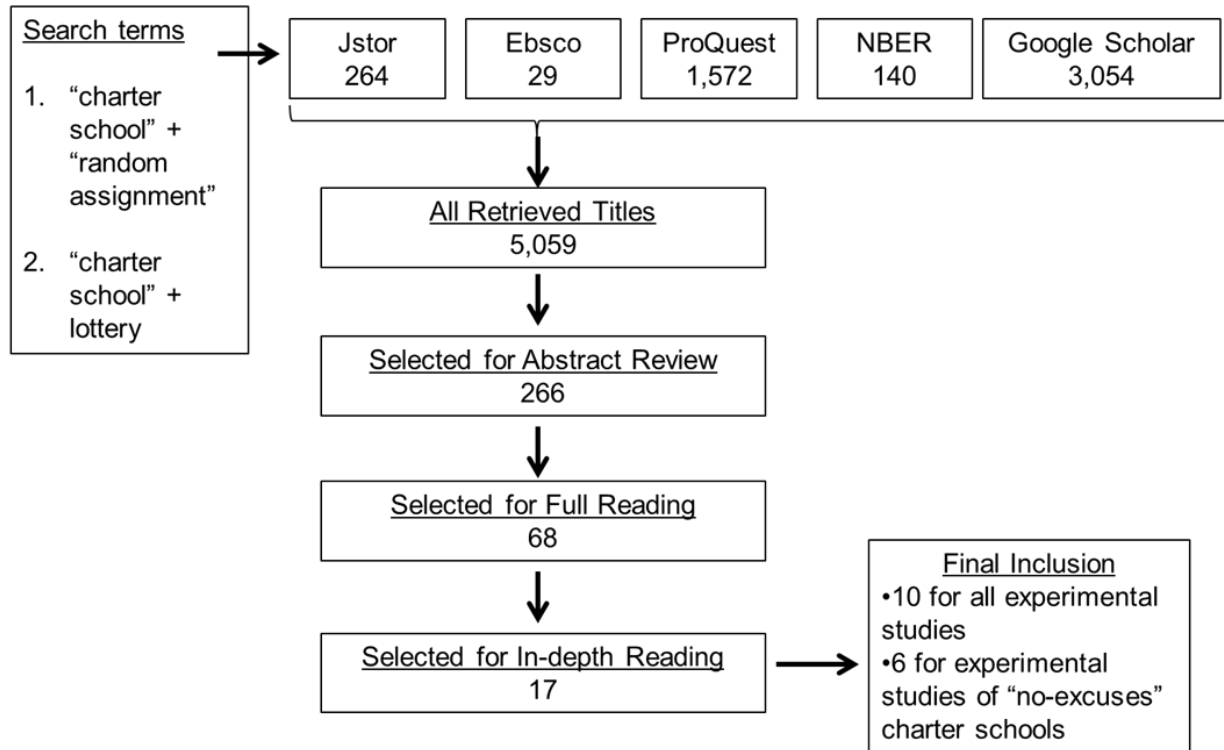 Search terms
1. “charter
school” +
“random
assignment”
2. “charter
school” +
lottery
Jstor
264
Ebsco
29
ProQuest
1,572
NBER
140
Google Scholar
3,054
All Retrieved Titles
5,059
Selected for Abstract Review
266
Selected for Full Reading
68
Selected for In-depth Reading
17
Final Inclusion
•10 for all experimental
studies
•6 for experimental
studies of “no-excuses”
charter schools